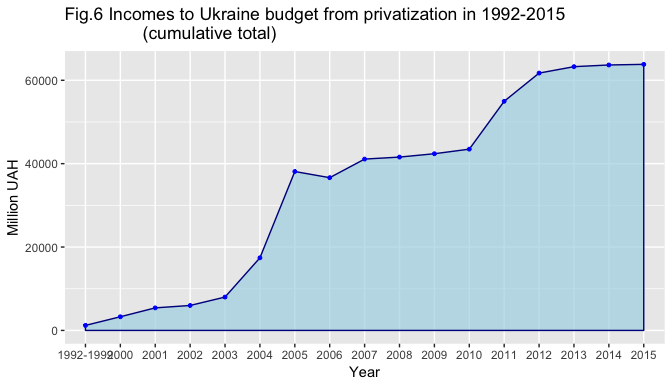 Fig.6 Incomes to Ukraine budget from privatization in 1992-2015
(cumulative total)
60000
40000
20000
0
Million UAH
1992-1999 2000 2001 2002 2003 2004 2005 2006 2007 2008 2009 2010 2011 2012 2013 2014 2015
Year